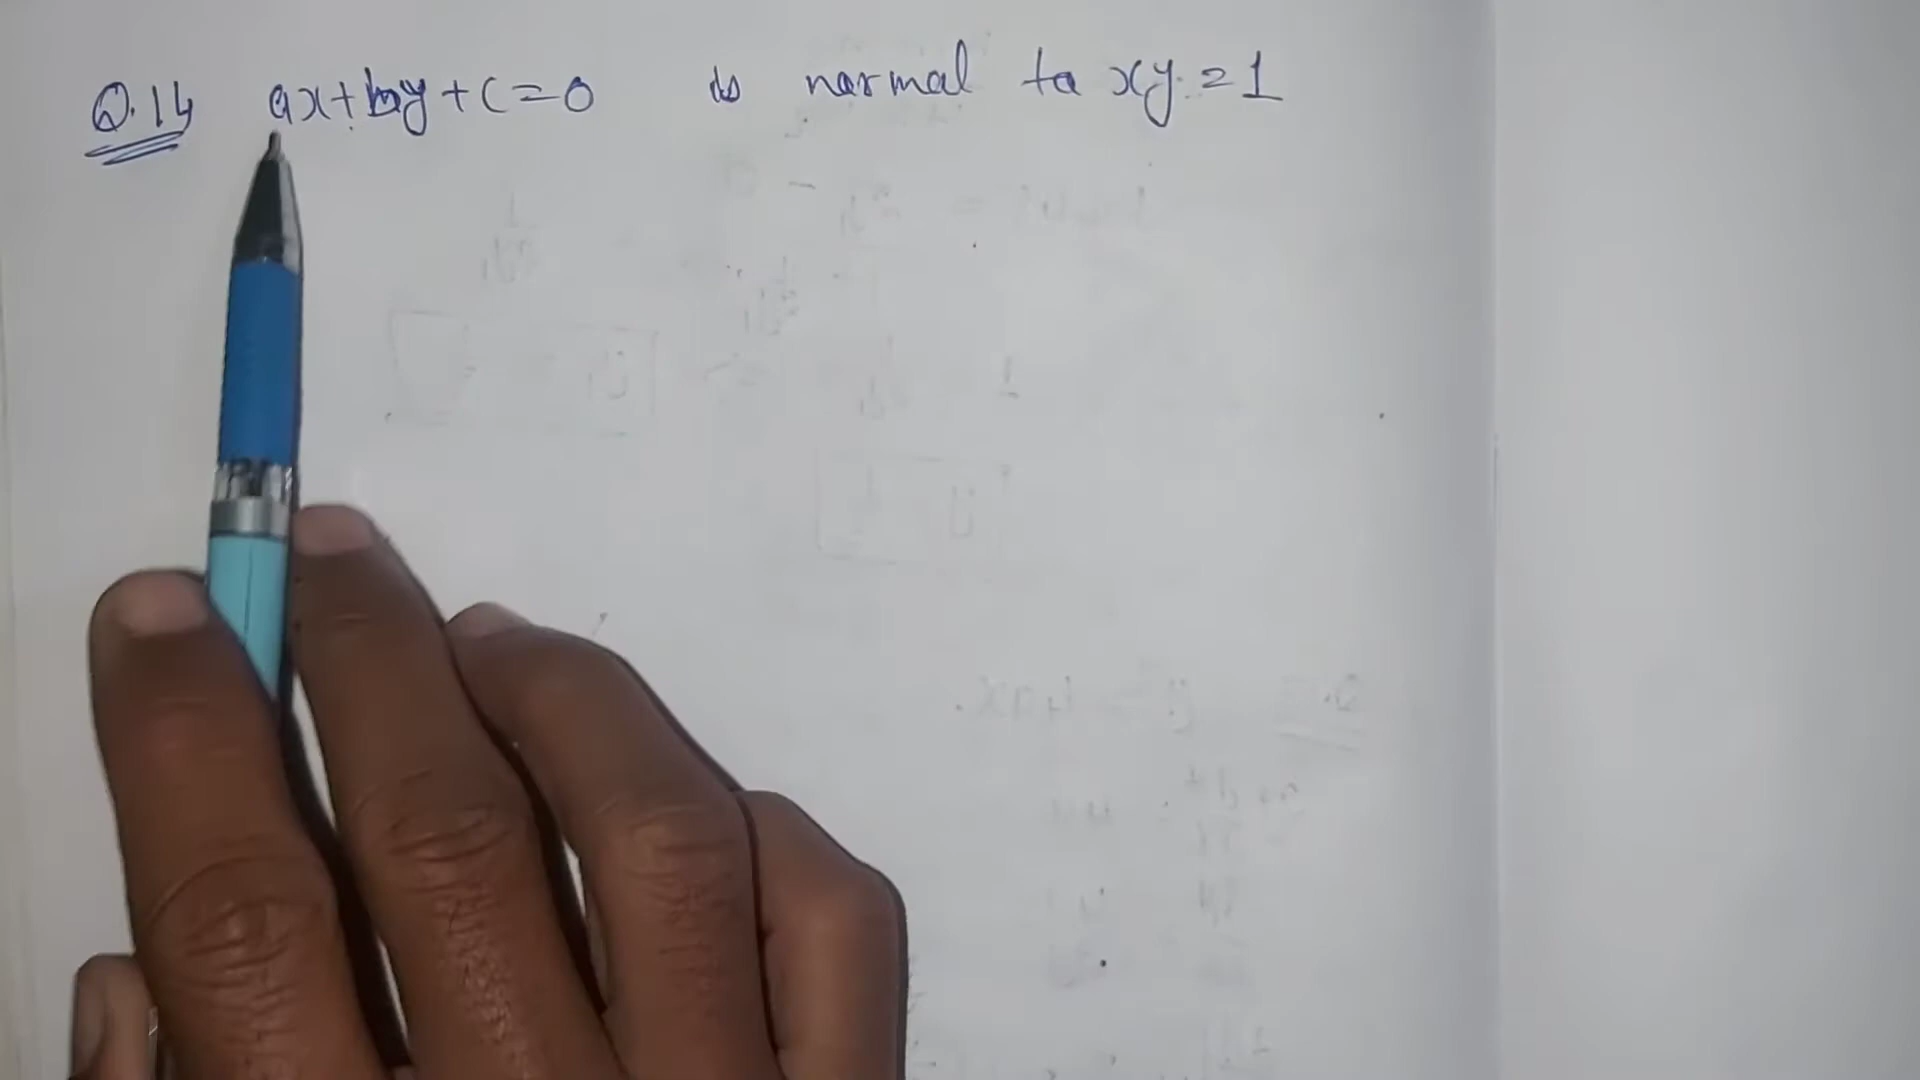 Q.14 ax+by+c=0 is normal to xy=1